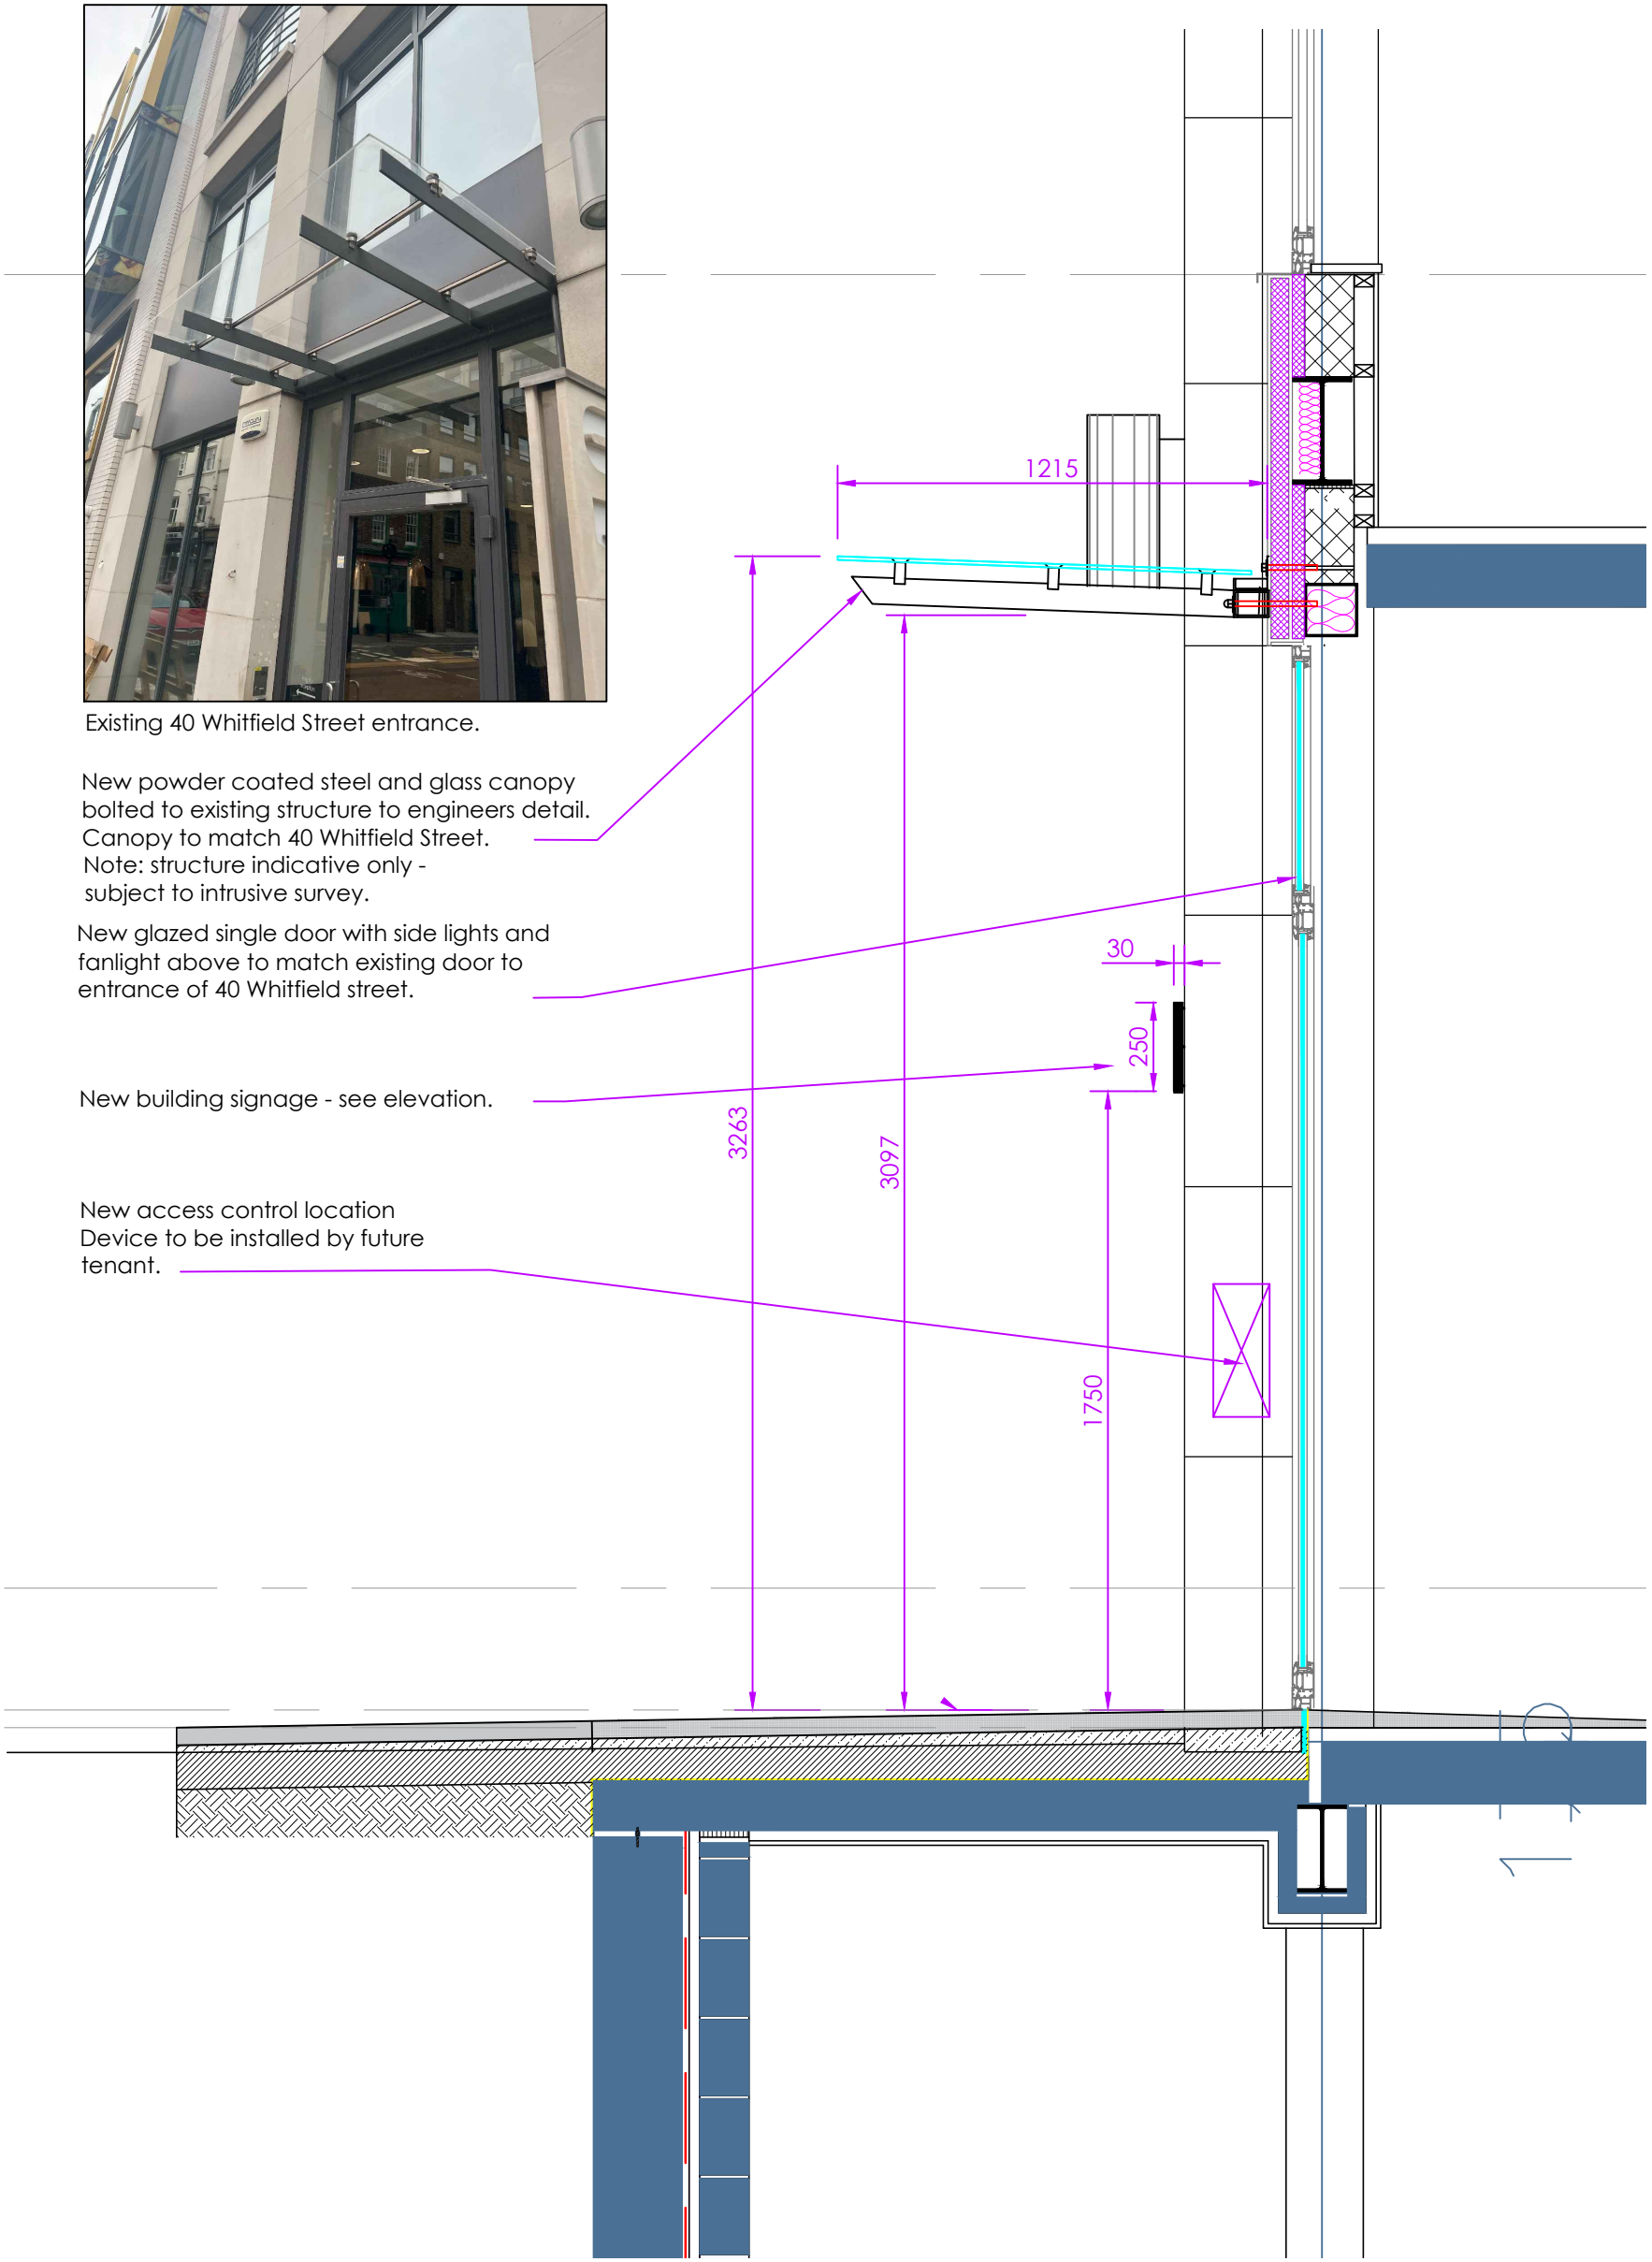 Existing 40 Whitfield Street entrance.
New powder coated steel and glass canopy
bolted to existing structure to engineers detail.
Canopy to match 40 Whitfield Street.
Note: structure indicative only -
subject to intrusive survey.
New glazed single door with side lights and
fanlight above to match existing door to
entrance of 40 Whitfield street.
New building signage - see elevation.
New access control location
Device to be installed by future
tenant.
1215
30
250
3263
3097
1750